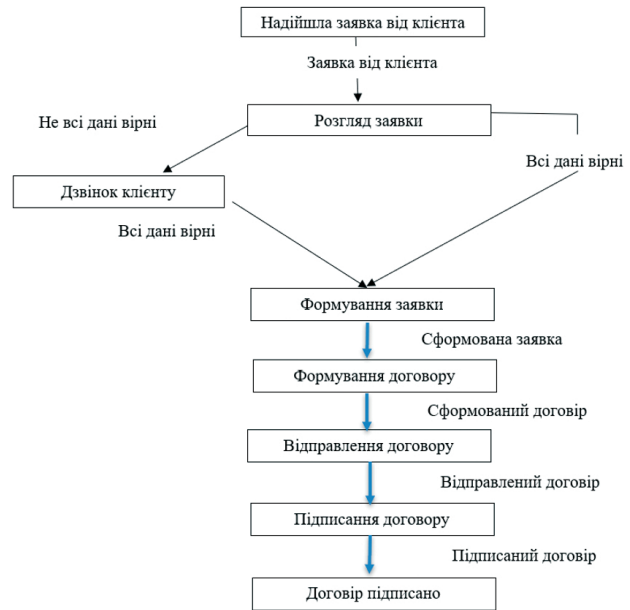 Надійшла заявка від клієнта
Заявка від клієнта
Розгляд заявки
Не всі дані вірні
Всі дані вірні
Дзвінок клієнту
Всі дані вірні
Формування заявки
Сформована заявка
Формування договору
Сформований договір
Відправлення договору
Відправлений договір
Підписання договору
Підписаний договір
Договір підписано